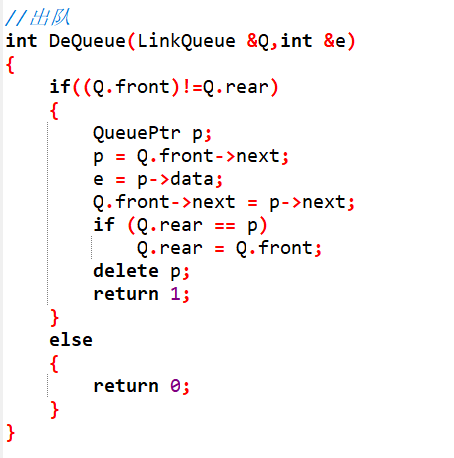 //出队
int DeQueue(LinkQueue &Q,int &e)
{
    if((Q.front)!=Q.rear)
    {
        QueuePtr p;
        p = Q.front->next;
        e = p->data;
        Q.front->next = p->next;
        if (Q.rear == p)
            Q.rear = Q.front;
        delete p;
        return 1;
    }
    else
    {
        return 0;
    }
}